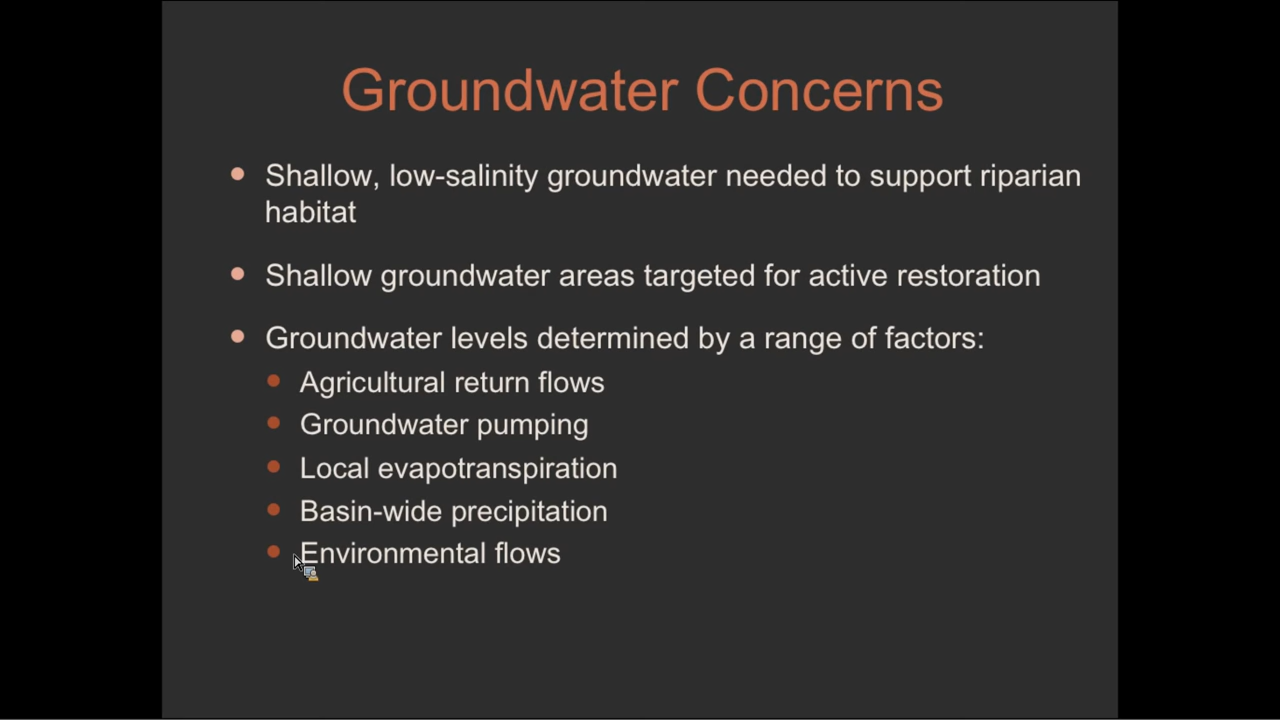 Groundwater Concerns
Shallow, low-salinity groundwater needed to support riparian
habitat
Shallow groundwater areas targeted for active restoration
Groundwater levels determined by a range of factors:
Agricultural return flows
Groundwater pumping
Local evapotranspiration
Basin-wide precipitation
Environmental flows